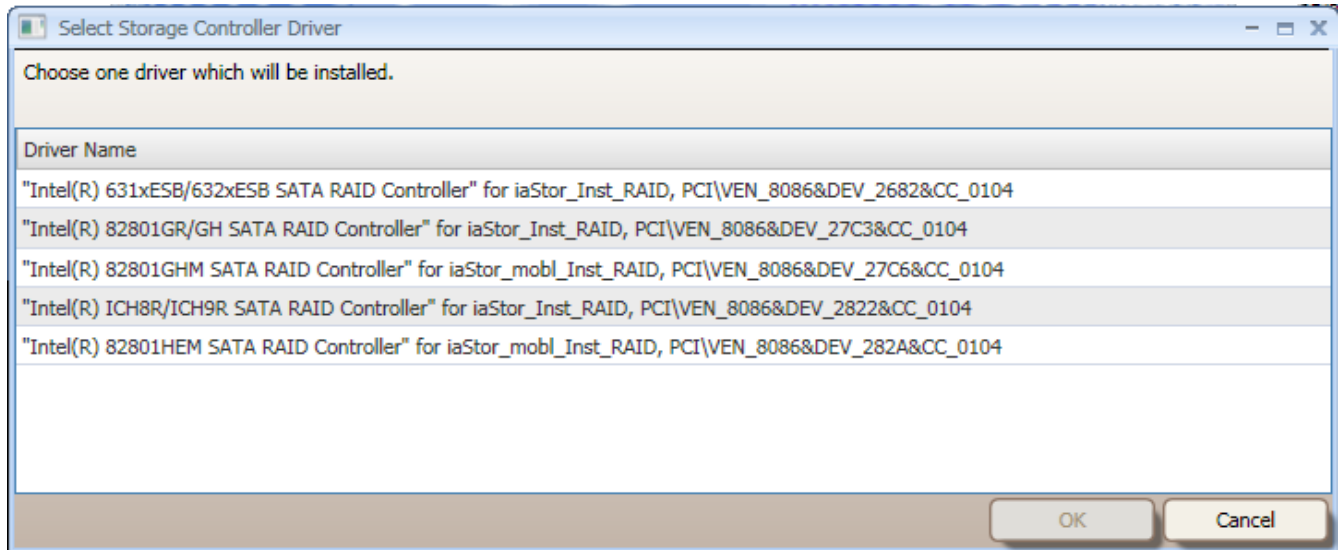 Select Storage Controller Driver
Choose one driver which will be installed.
Driver Name
"Intel(R) 631xESB/632xESB SATA RAID Controller" for iaStor_Inst_RAID, PCI\VEN_8086&DEV_2682&CC_0104
"Intel(R) 82801GR/GH SATA RAID Controller" for iaStor_Inst_RAID, PCI\VEN_8086&DEV_27C3&CC_0104
"Intel(R) 82801GHM SATA RAID Controller" for iaStor_mobl_Inst_RAID, PCI\VEN_8086&DEV_27C6&CC_0104
"Intel(R) ICH8R/ICH9R SATA RAID Controller" for iaStor_Inst_RAID, PCI\VEN_8086&DEV_2822&CC_0104
"Intel(R) 82801HEM SATA RAID Controller" for iaStor_mobl_Inst_RAID, PCI\VEN_8086&DEV_282A&CC_0104
OK Cancel